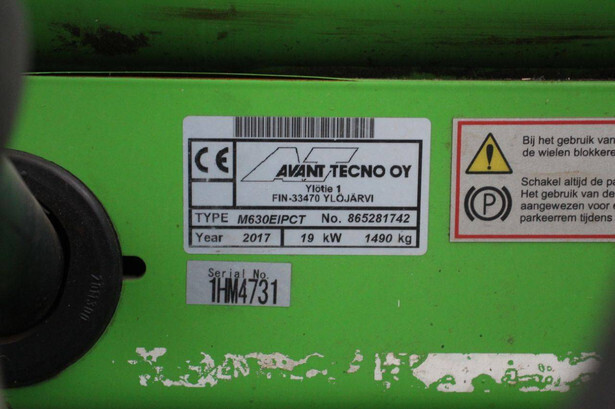 CE
AVANT TECNO OY
Ylötie 1
FIN-33470 YLÖJÄRVI
TYPE M630EIPCT No. 865281742
Year 2017 19 kW 1490 kg
Serial No.
1HM4731
Bij het gebruik van
de wielen blokkere
Schakel altijd de pa
Het gebruik van de
aangewezen voor
parkeerrem tijdens
P